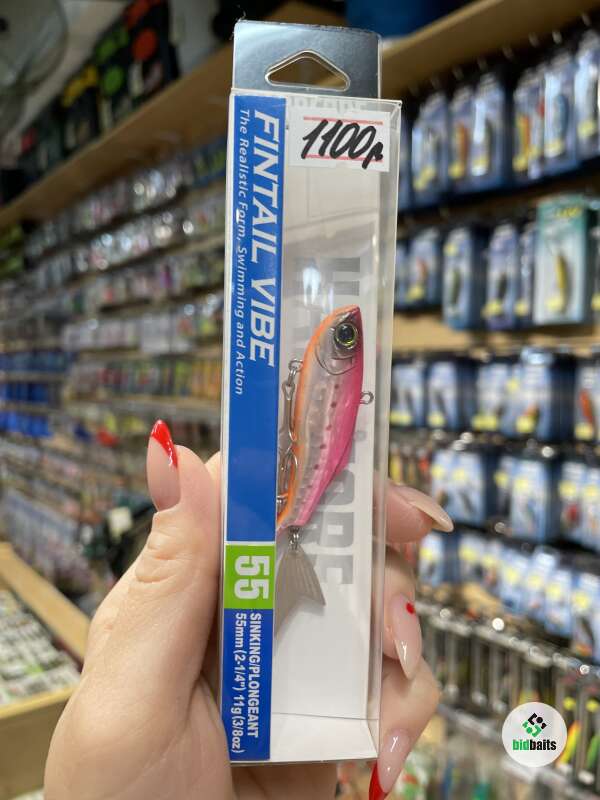 1100р
FINTAIL VIBE
The Realistic Form, Swimming and Action
55
SINKING/PLONGEANT
55mm (2-1/4") 11g (3/8oz)
bidbaits